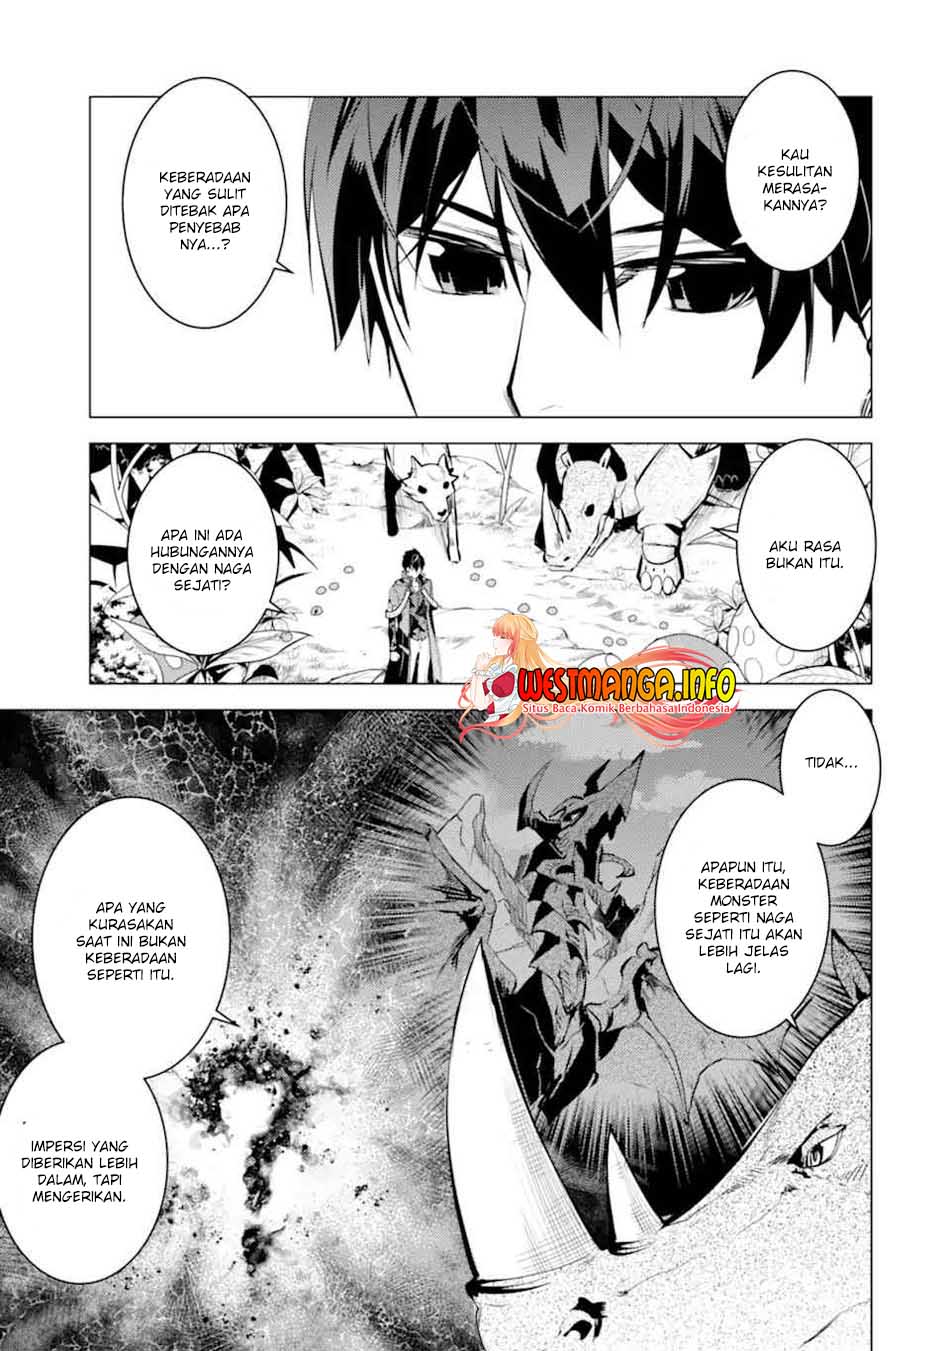 KAU
KESULITAN
MERASA-
KANNYA?
KEBERADAAN
YANG SULIT
DITEBAK APA
PENYEBAB
NYA...?
AKU RASA
BUKAN ITU.
APA INI ADA
HUBUNGANNYA
DENGAN NAGA
SEJATI?
WESTMANGA.INFO
Situs Baca Komik Berbahasa Indonesia
TIDAK...
APAPUN ITU,
KEBERADAAN
MONSTER
SEPERTI NAGA
SEJATI ITU AKAN
LEBIH JELAS
LAGI.
APA YANG
KURASAKAN
SAAT INI BUKAN
KEBERADAAN
SEPERTI ITU.
IMPERSI YANG
DIBERIKAN LEBIH
DALAM, TAPI
MENGERIKAN.
?